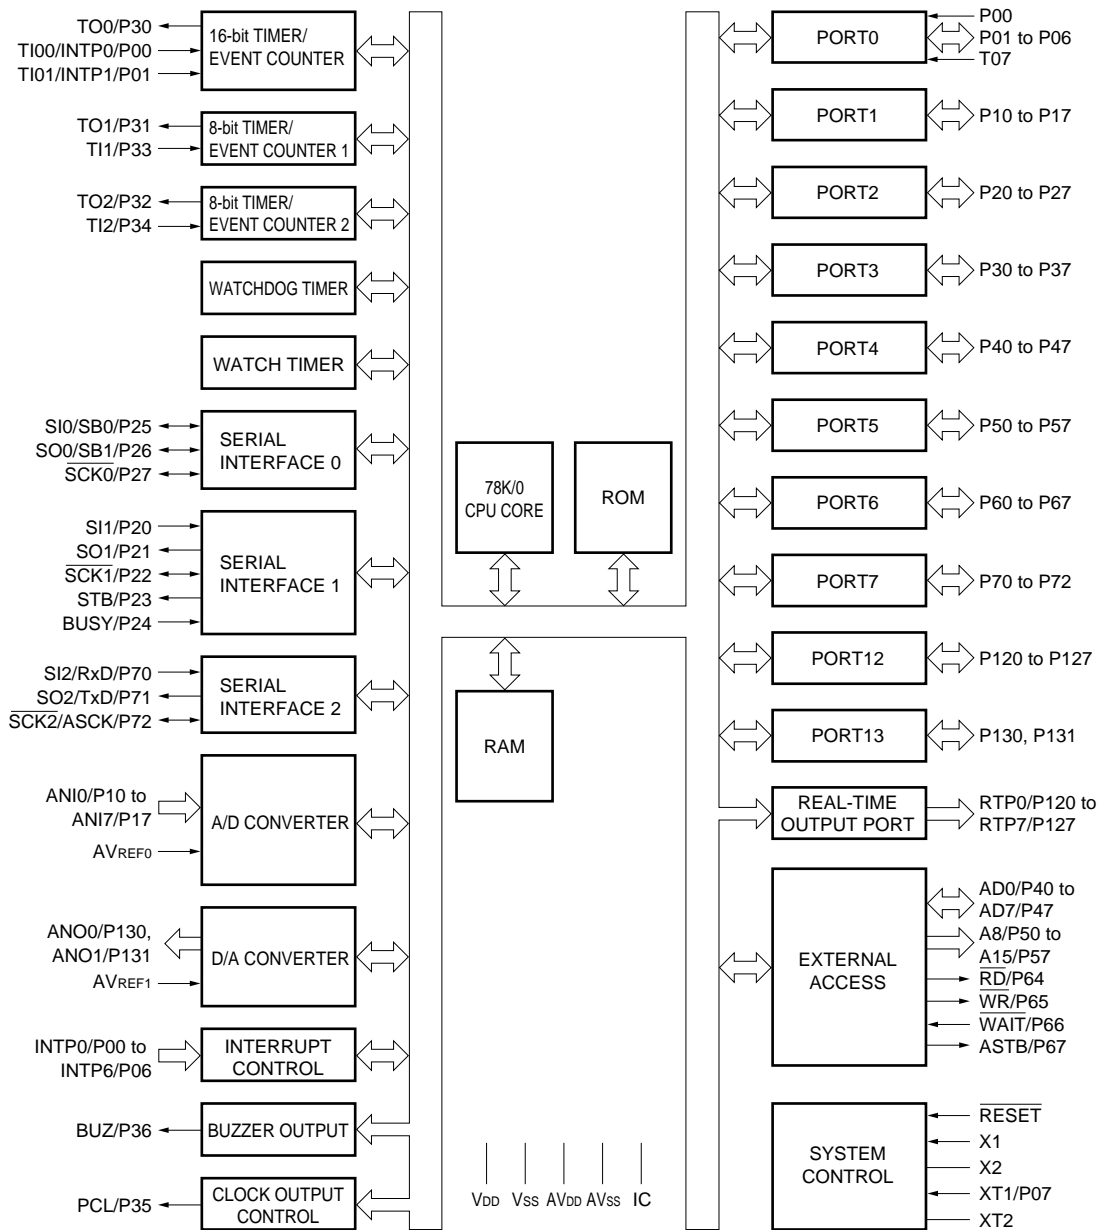 TO0/P30
TI00/INTP0/P00
TI01/INTP1/P01
16-bit TIMER/
EVENT COUNTER
TO1/P31
TI1/P33
8-bit TIMER/
EVENT COUNTER 1
TO2/P32
TI2/P34
8-bit TIMER/
EVENT COUNTER 2
WATCHDOG TIMER
WATCH TIMER
SI0/SB0/P25
SO0/SB1/P26
S̅C̅K̅0̅/P27
SERIAL
INTERFACE 0
SI1/P20
SO1/P21
S̅C̅K̅1̅/P22
STB/P23
BUSY/P24
SERIAL
INTERFACE 1
SI2/RxD/P70
SO2/TxD/P71
S̅C̅K̅2̅/ASCK/P72
SERIAL
INTERFACE 2
ANI0/P10 to
ANI7/P17
AVREF0
A/D CONVERTER
ANO0/P130,
ANO1/P131
AVREF1
D/A CONVERTER
INTP0/P00 to
INTP6/P06
INTERRUPT
CONTROL
BUZ/P36
BUZZER OUTPUT
PCL/P35
CLOCK OUTPUT
CONTROL
78K/0
CPU CORE
ROM
RAM
VDD VSS AVDD AVSS IC
PORT0
P00
P01 to P06
T07
PORT1
P10 to P17
PORT2
P20 to P27
PORT3
P30 to P37
PORT4
P40 to P47
PORT5
P50 to P57
PORT6
P60 to P67
PORT7
P70 to P72
PORT12
P120 to P127
PORT13
P130, P131
REAL-TIME
OUTPUT PORT
RTP0/P120 to
RTP7/P127
EXTERNAL
ACCESS
AD0/P40 to
AD7/P47
A8/P50 to
A15/P57
R̅D̅/P64
W̅R̅/P65
W̅A̅I̅T̅/P66
ASTB/P67
SYSTEM
CONTROL
R̅E̅S̅E̅T̅
X1
X2
XT1/P07
XT2